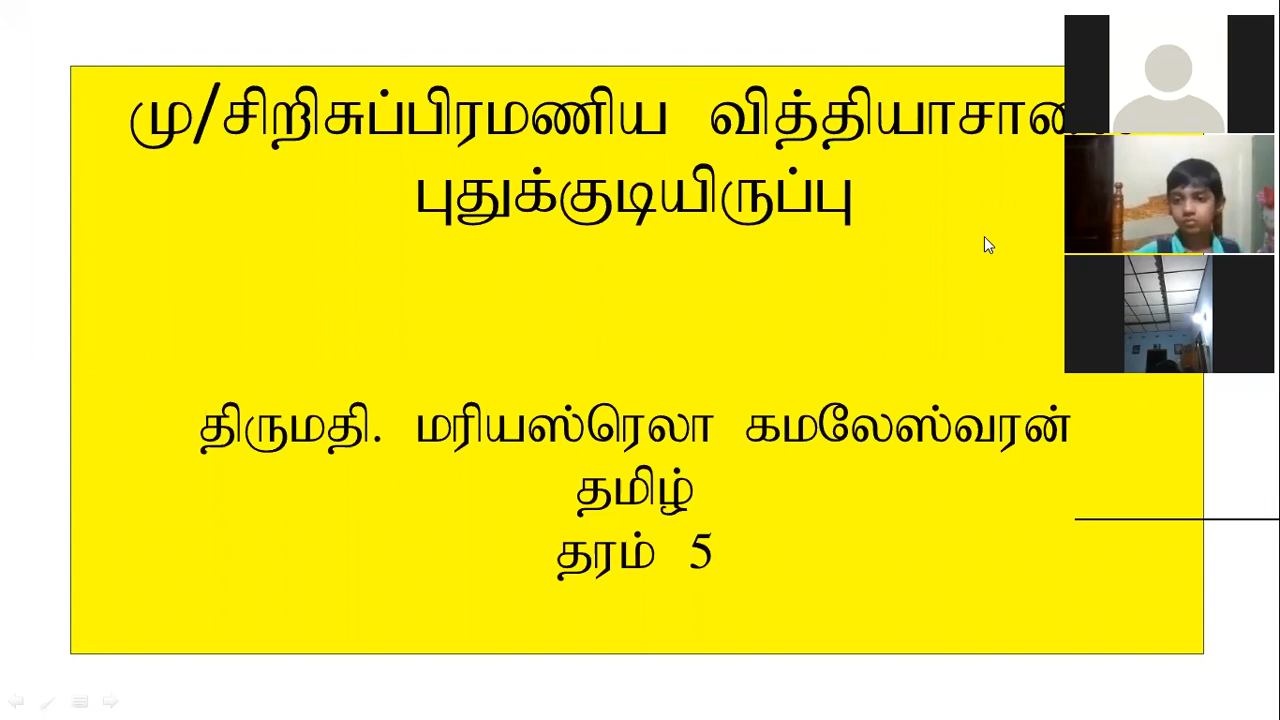 மு/சிறிசுப்பிரமணிய
புதுக்குடியிருப்பு
திருமதி. மரியஸ்ரெலா கமலேஸ்வரன்
தமிழ்
தரம் 5